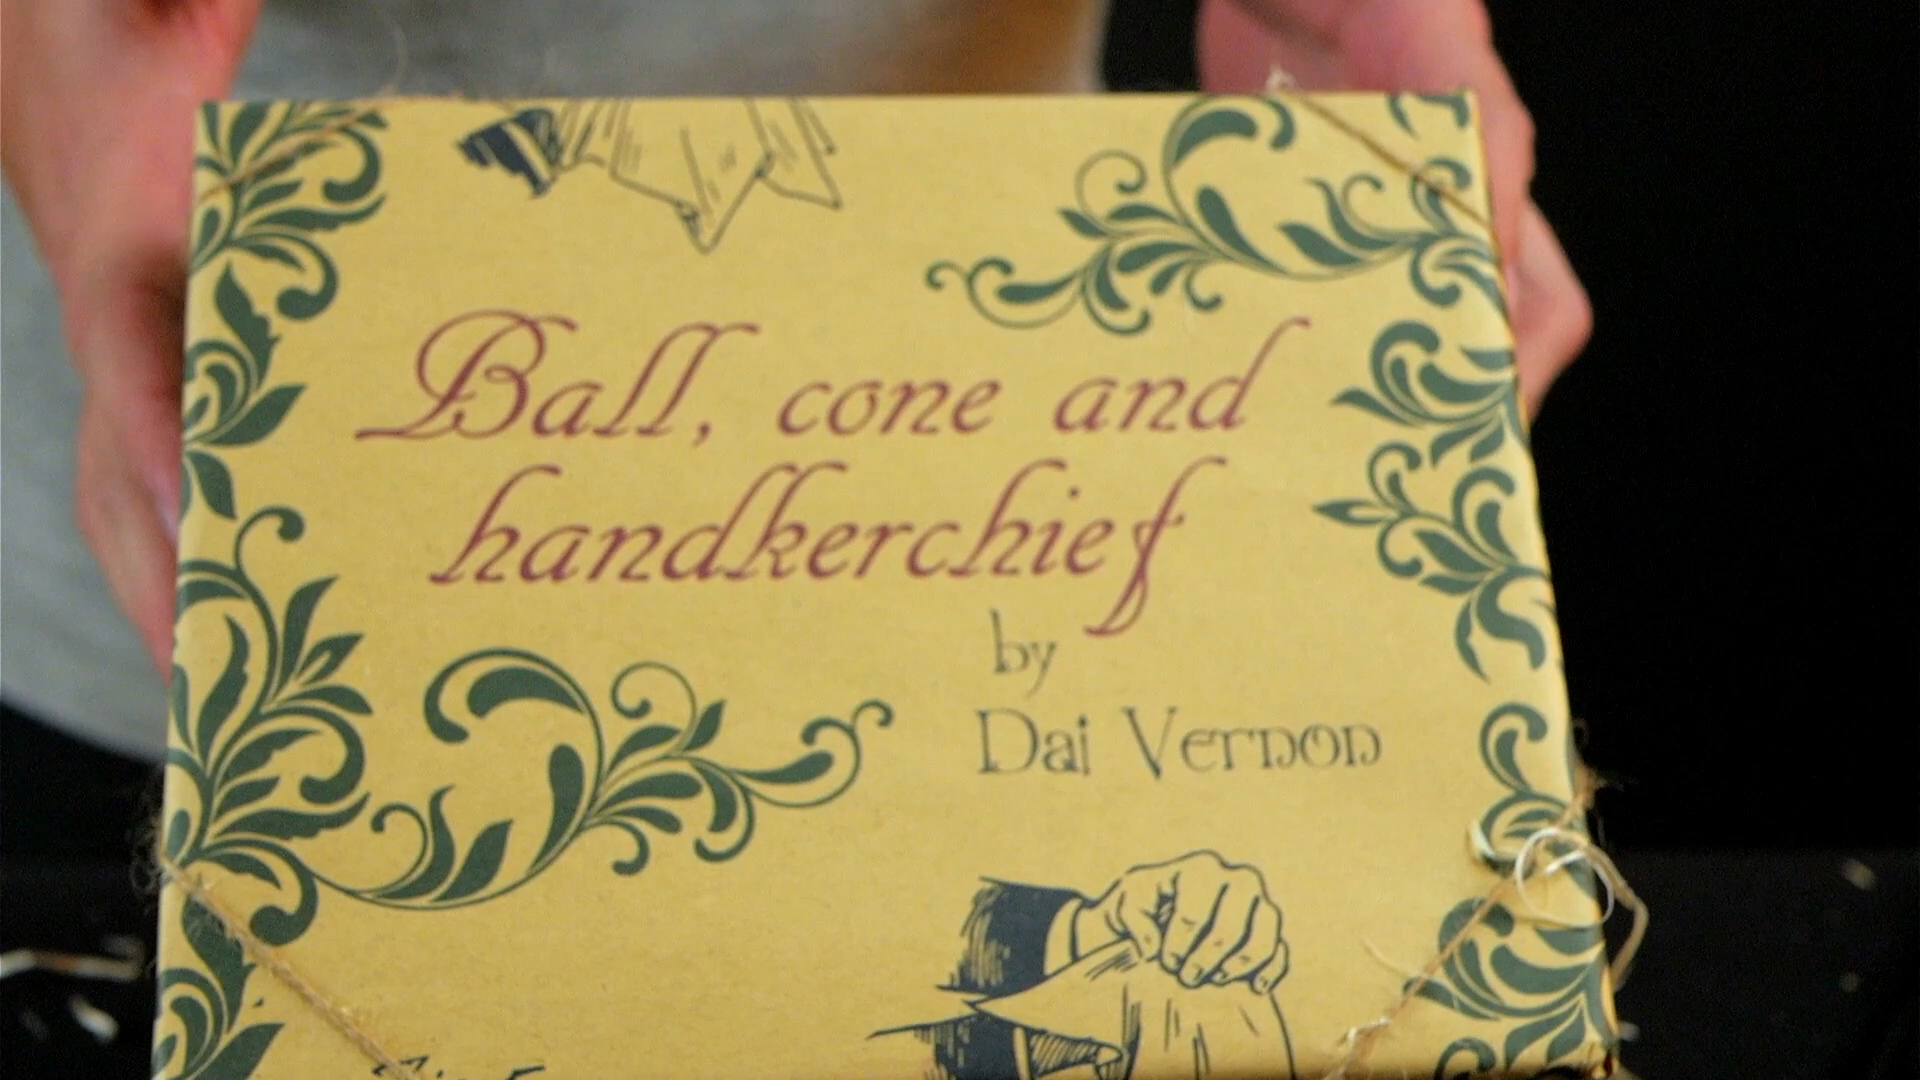 Ball, cone and
handkerchief
by
Dai Vernon